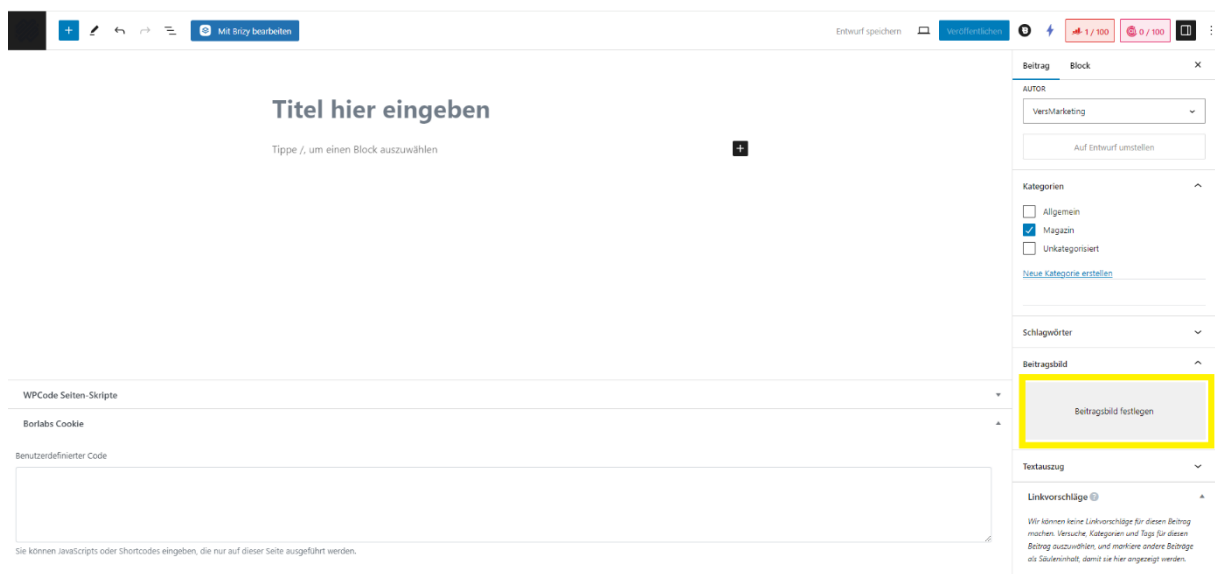 Mit Brizy bearbeiten
Entwurf speichern
Veröffentlichen
1 / 100
0 / 100
Titel hier eingeben
Tippe /, um einen Block auszuwählen
WPCode Seiten-Skripte
Borlabs Cookie
Benutzerdefinierter Code
Sie können JavaScripts oder Shortcodes eingeben, die nur auf dieser Seite ausgeführt werden.
Beitrag Block
AUTOR
VersMarketing
Auf Entwurf umstellen
Kategorien
Allgemein
Magazin
Unkategorisiert
Neue Kategorie erstellen
Schlagwörter
Beitragsbild
Beitragsbild festlegen
Textauszug
Linkvorschläge
Wir können keine Linkvorschläge für diesen Beitrag
machen. Versuche, Kategorien und Tags für diesen
Beitrag auszuwählen, und markiere andere Beiträge
als Säuleninhalt, damit sie hier angezeigt werden.